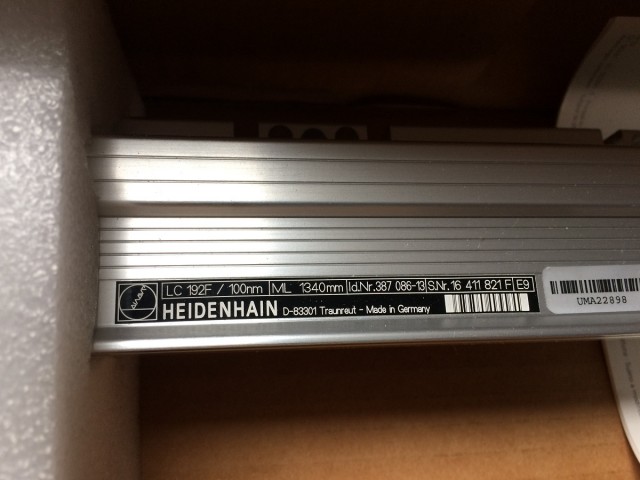 LC 192F / 100nm ML 1340mm Id.Nr.387 086-13 S.Nr. 16 411 821 F E9
HEIDENHAIN D-83301 Traunreut - Made in Germany
UMA22898